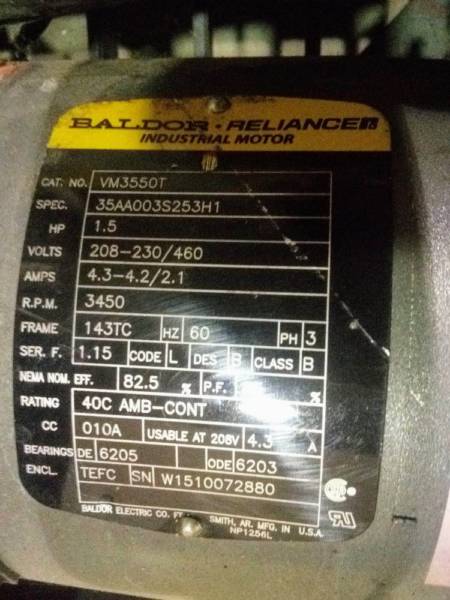 BALDOR • RELIANCE
INDUSTRIAL MOTOR
CAT. NO. VM3550T
SPEC. 35AA003S253H1
HP 1.5
VOLTS 208-230/460
AMPS 4.3-4.2/2.1
R.P.M. 3450
FRAME 143TC HZ 60 PH 3
SER. F. 1.15 CODE L DES B CLASS B
NEMA NOM. EFF. 82.5 % P.F. %
RATING 40C AMB-CONT
CC 010A USABLE AT 208V 4.3 A
BEARINGS DE 6205 ODE 6203
ENCL. TEFC SN W1510072880
BALDOR ELECTRIC CO. FT. SMITH, AR. MFG. IN U.S.A.
NP1256L